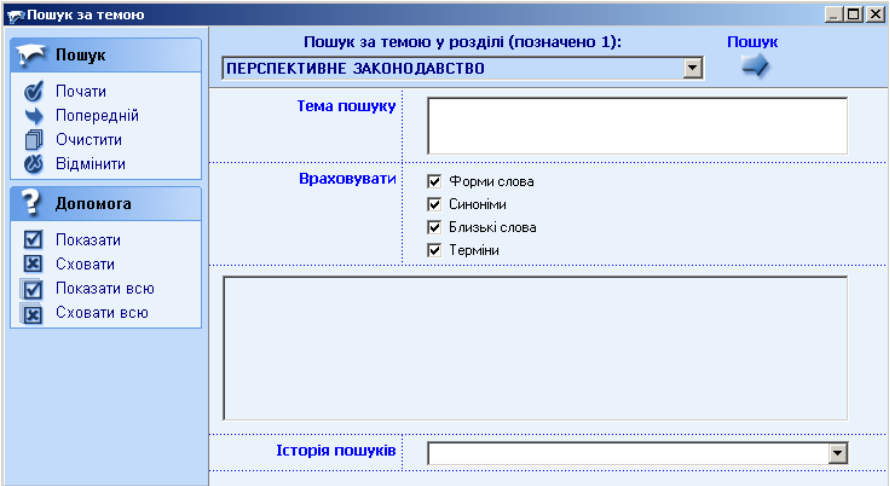 Пошук за темою
Пошук
Почати
Попередній
Очистити
Відмінити
Допомога
Показати
Сховати
Показати всю
Сховати всю
Пошук за темою у розділі (позначено 1):
ПЕРСПЕКТИВНЕ ЗАКОНОДАВСТВО
Пошук
Тема пошуку
Враховувати
Форми слова
Синоніми
Близькі слова
Терміни
Історія пошуків